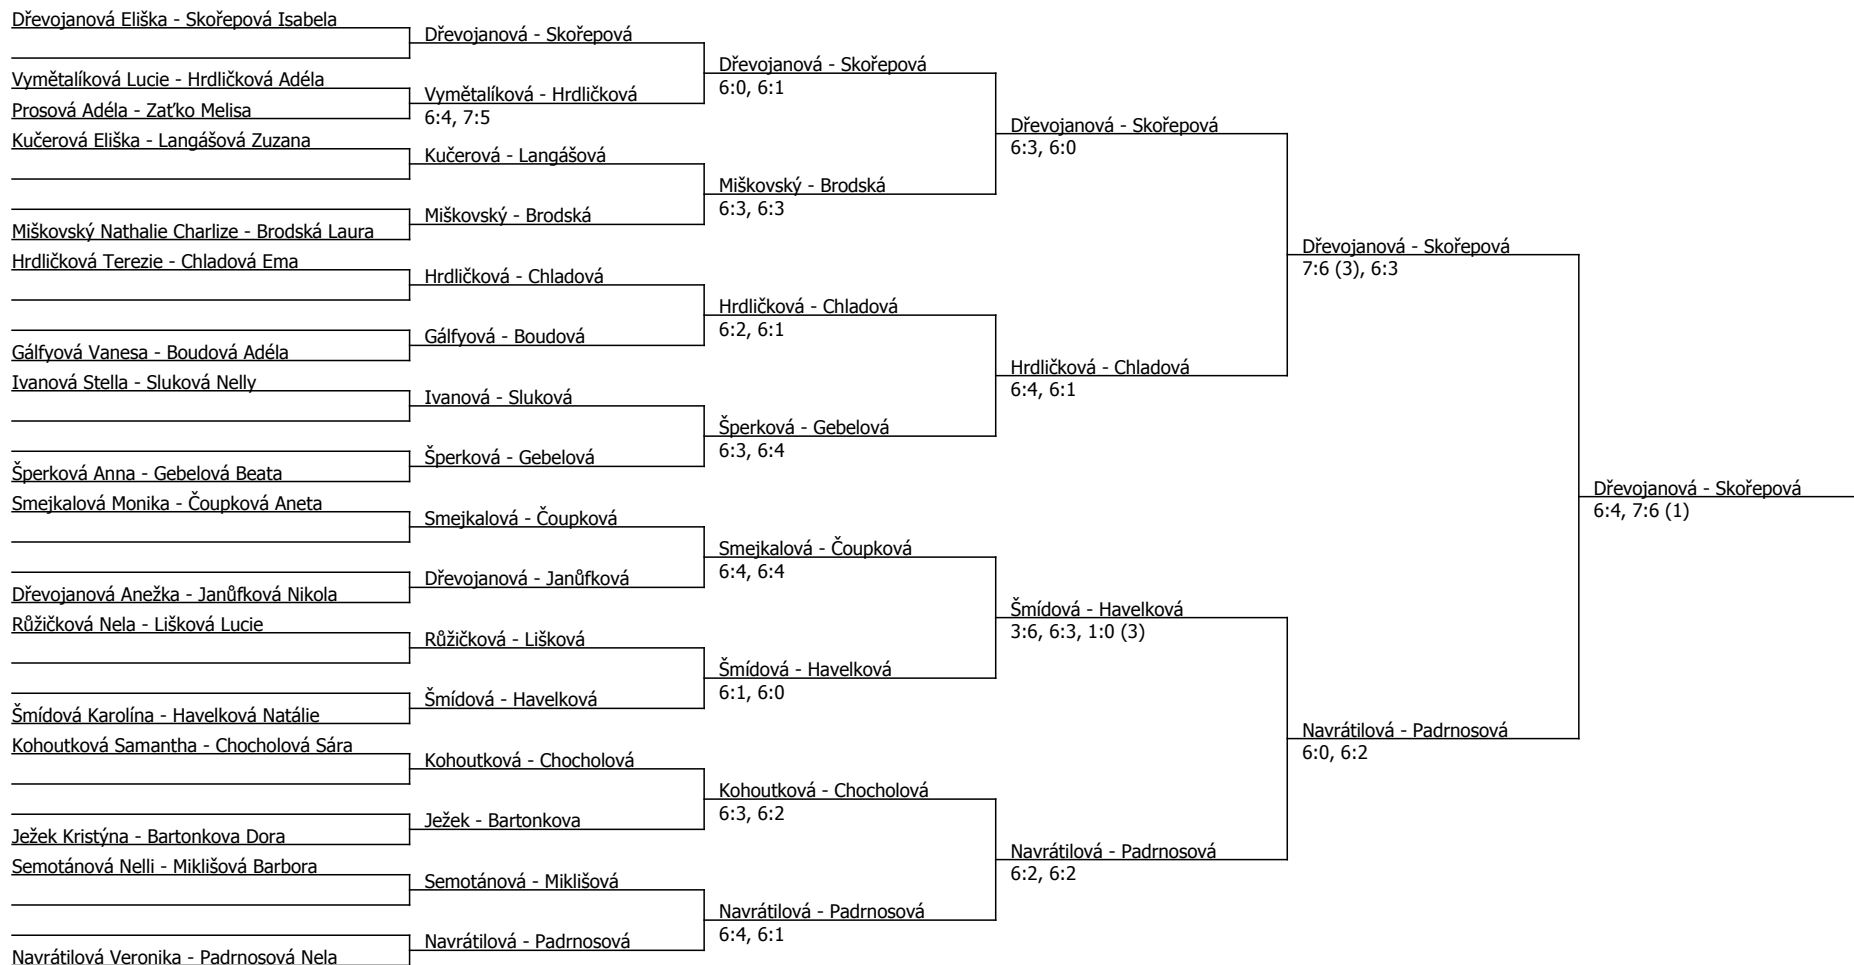 Dřevojanová Eliška - Skořepová Isabela
Vymětalíková Lucie - Hrdličková Adéla
Prosová Adéla - Zaťko Melisa
Kučerová Eliška - Langášová Zuzana
Miškovský Nathalie Charlize - Brodská Laura
Hrdličková Terezie - Chladová Ema
Gálfyová Vanesa - Boudová Adéla
Ivanová Stella - Sluková Nelly
Šperková Anna - Gebelová Beata
Smejkalová Monika - Čoupková Aneta
Dřevojanová Anežka - Janůfková Nikola
Růžičková Nela - Lišková Lucie
Šmídová Karolína - Havelková Natálie
Kohoutková Samantha - Chocholová Sára
Ježek Kristýna - Bartonkova Dora
Semotánová Nelli - Miklišová Barbora
Navrátilová Veronika - Padrnosová Nela
Dřevojanová - Skořepová
Vymětalíková - Hrdličková
6:4, 7:5
Kučerová - Langášová
Miškovský - Brodská
Hrdličková - Chladová
Gálfyová - Boudová
Ivanová - Sluková
Šperková - Gebelová
Smejkalová - Čoupková
Dřevojanová - Janůfková
Růžičková - Lišková
Šmídová - Havelková
Kohoutková - Chocholová
Ježek - Bartonkova
Semotánová - Miklišová
Navrátilová - Padrnosová
Dřevojanová - Skořepová
6:0, 6:1
Miškovský - Brodská
6:3, 6:3
Hrdličková - Chladová
6:2, 6:1
Šperková - Gebelová
6:3, 6:4
Smejkalová - Čoupková
6:4, 6:4
Šmídová - Havelková
6:1, 6:0
Kohoutková - Chocholová
6:3, 6:2
Navrátilová - Padrnosová
6:4, 6:1
Dřevojanová - Skořepová
6:3, 6:0
Hrdličková - Chladová
6:4, 6:1
Šmídová - Havelková
3:6, 6:3, 1:0 (3)
Navrátilová - Padrnosová
6:2, 6:2
Dřevojanová - Skořepová
7:6 (3), 6:3
Navrátilová - Padrnosová
6:0, 6:2
Dřevojanová - Skořepová
6:4, 7:6 (1)